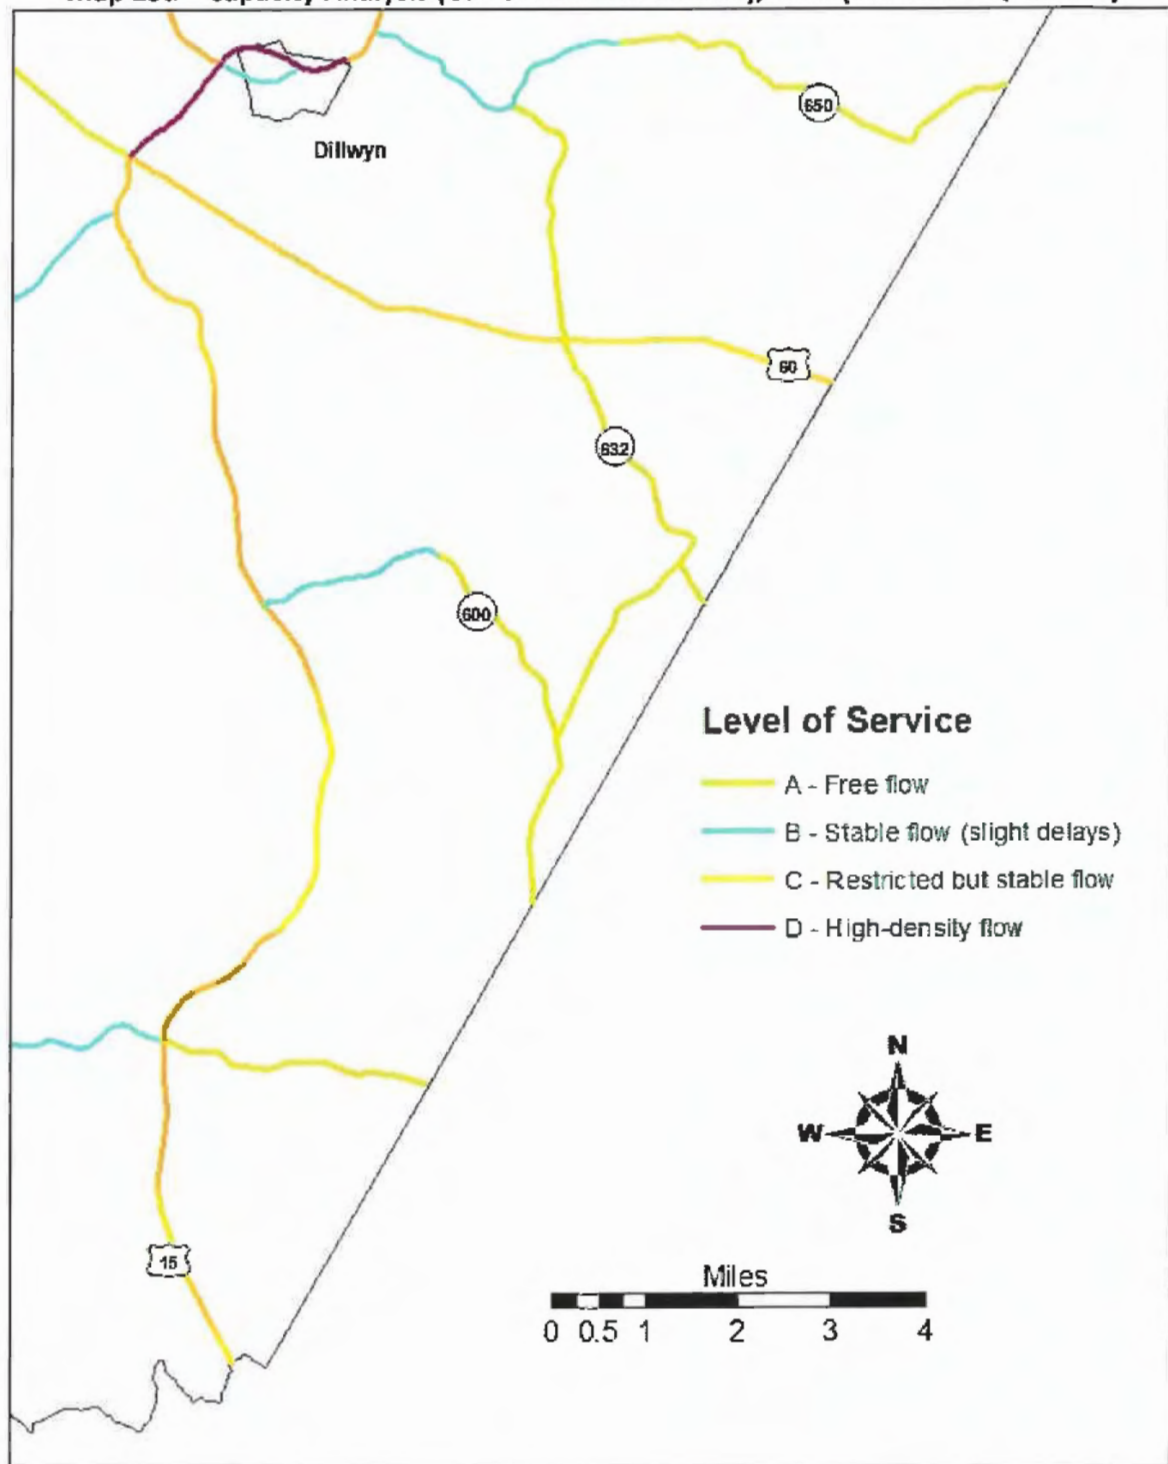 650
Dillwyn
60
632
600
Level of Service
A - Free flow
B - Stable flow (slight delays)
C - Restricted but stable flow
D - High-density flow
N
W
E
S
15
Miles
0 0.5 1 2 3 4